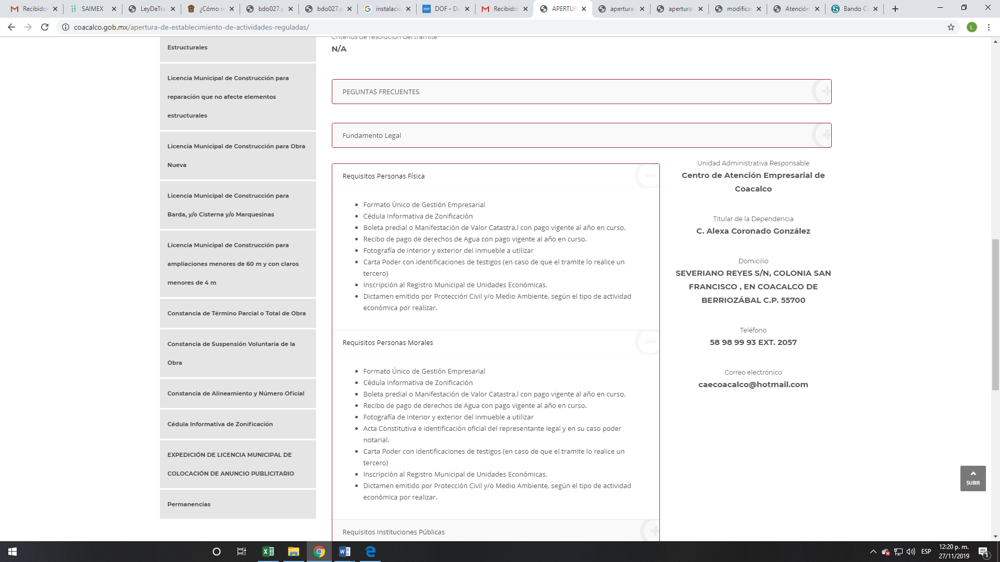 Recibidos
SAIMEX
LeyDeTra
¿Cómo s
bdo027.p
bdo027.p
instalació
DOF - Dia
Recibidos
APERTUR
apertura-
apertura-
modifica
Atención
Bando Co
coacalco.gob.mx/apertura-de-establecimiento-de-actividades-reguladas/
L
Estructurales
Licencia Municipal de Construcción para
reparación que no afecte elementos
estructurales
Licencia Municipal de Construcción para Obra
Nueva
Licencia Municipal de Construcción para
Barda, y/o Cisterna y/o Marquesinas
Licencia Municipal de Construcción para
ampliaciones menores de 60 m y con claros
menores de 4 m
Constancia de Término Parcial o Total de Obra
Constancia de Suspensión Voluntaria de la
Obra
Constancia de Alineamiento y Número Oficial
Cédula Informativa de Zonificación
EXPEDICIÓN DE LICENCIA MUNICIPAL DE
COLOCACIÓN DE ANUNCIO PUBLICITARIO
Permanencias
Criterios de resolución del trámite
N/A
PEGUNTAS FRECUENTES
Fundamento Legal
Requisitos Personas Física
Formato Único de Gestión Empresarial
Cédula Informativa de Zonificación
Boleta predial o Manifestación de Valor Catastra,l con pago vigente al año en curso.
Recibo de pago de derechos de Agua con pago vigente al año en curso.
Fotografía de interior y exterior del inmueble a utilizar
Carta Poder con identificaciones de testigos (en caso de que el tramite lo realice un
tercero)
Inscripción al Registro Municipal de Unidades Económicas.
Dictamen emitido por Protección Civil y/o Medio Ambiente, según el tipo de actividad
económica por realizar.
Requisitos Personas Morales
Formato Único de Gestión Empresarial
Cédula Informativa de Zonificación
Boleta predial o Manifestación de Valor Catastra,l con pago vigente al año en curso.
Recibo de pago de derechos de Agua con pago vigente al año en curso.
Fotografía de interior y exterior del inmueble a utilizar
Acta Constitutiva e identificación oficial del representante legal y en su caso poder
notarial.
Carta Poder con identificaciones de testigos (en caso de que el tramite lo realice un
tercero)
Inscripción al Registro Municipal de Unidades Económicas.
Dictamen emitido por Protección Civil y/o Medio Ambiente, según el tipo de actividad
económica por realizar.
Requisitos Instituciones Públicas
Unidad Administrativa Responsable
Centro de Atención Empresarial de
Coacalco
Titular de la Dependencia
C. Alexa Coronado González
Domicilio
SEVERIANO REYES S/N, COLONIA SAN
FRANCISCO , EN COACALCO DE
BERRIOZÁBAL C.P. 55700
Teléfono
58 98 99 93 EXT. 2057
Correo electrónico
caecoacalco@hotmail.com
SUBIR
ESP
12:20 p. m.
27/11/2019
1